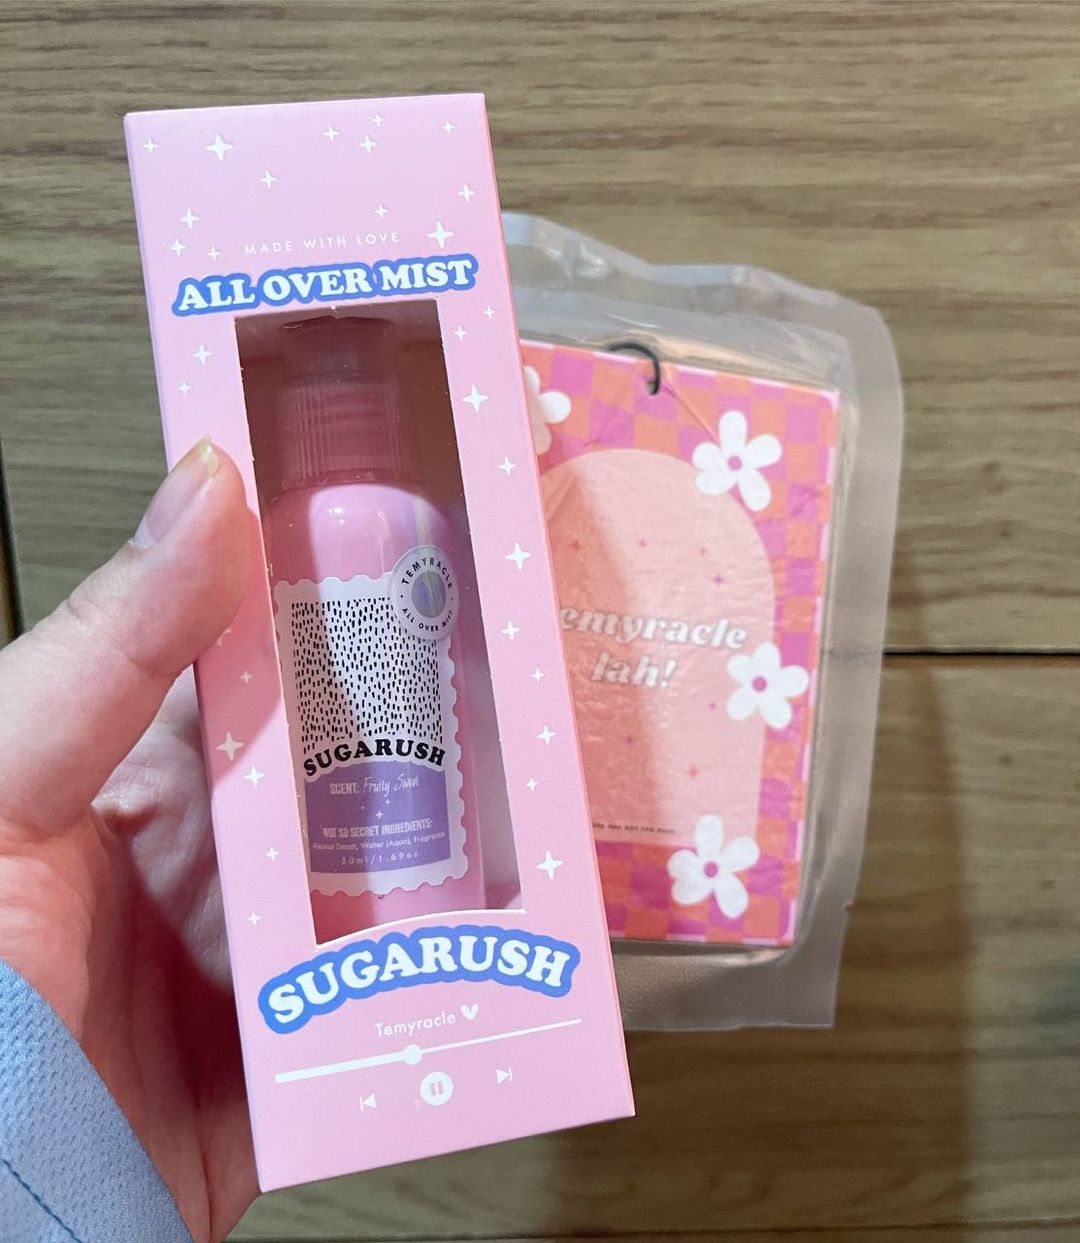 MADE WITH LOVE
ALL OVER MIST
TEMYRACLE
ALL OVER MIST
SUGARUSH
SCENT: Fruity Sweet
NOT SO SECRET INGREDIENTS:
Alcohol Denat, Water (Aqua), Fragrance
50ml/1.69oz
SUGARUSH
Temyracle
emyracle
lah!